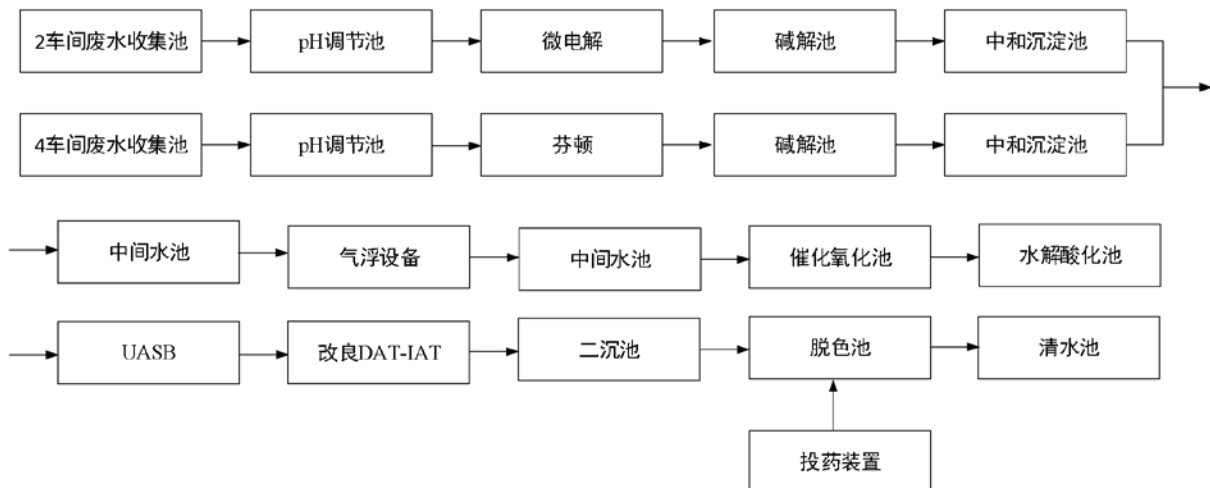 2车间废水收集池
pH调节池
微电解
碱解池
中和沉淀池
4车间废水收集池
pH调节池
芬顿
碱解池
中和沉淀池
中间水池
气浮设备
中间水池
催化氧化池
水解酸化池
UASB
改良DAT-IAT
二沉池
脱色池
清水池
投药装置